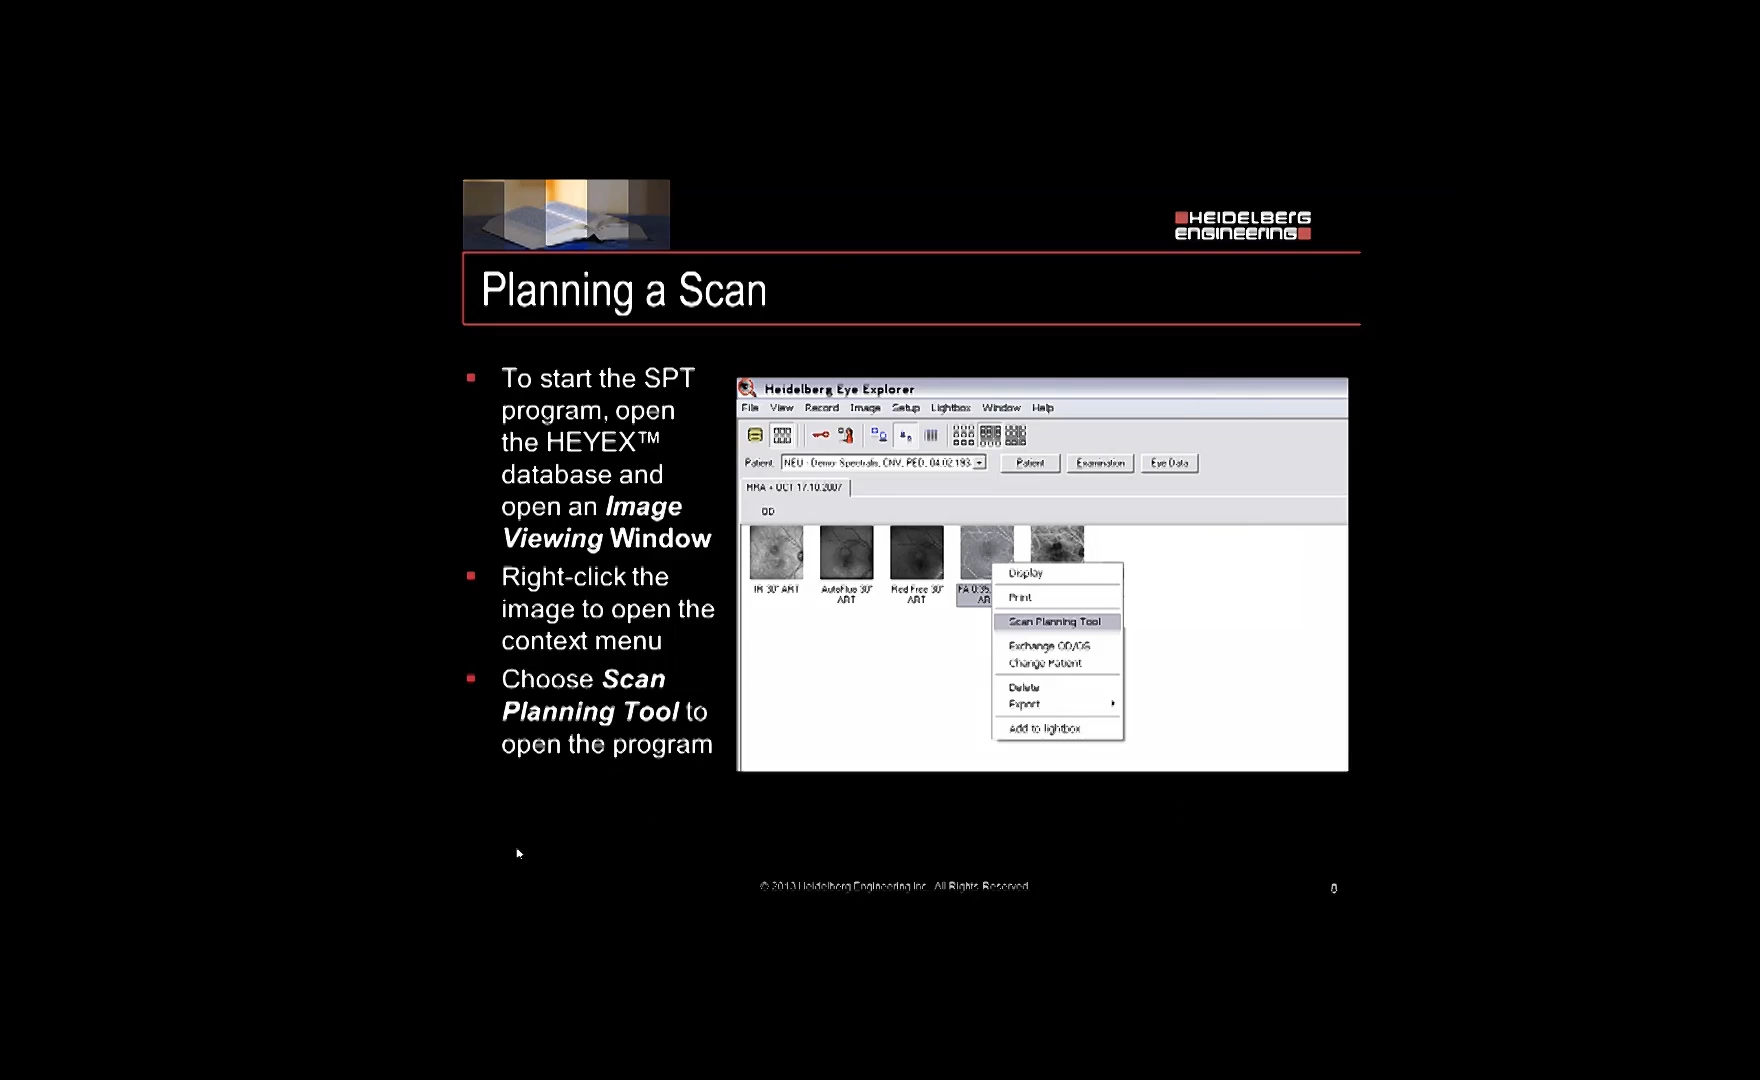 HEIDELBERG
ENGINEERING
Planning a Scan
To start the SPT
program, open
the HEYEX™
database and
open an Image
Viewing Window
Right-click the
image to open the
context menu
Choose Scan
Planning Tool to
open the program
Heidelberg Eye Explorer
File View Record Image Setup Lightbox Window Help
Patient: NEU - Demo Spectralis, CNV, PED, 04.02.193 Patient Examination Eye Data
HRA + OCT 17.10.2007
OD
IR 30° ART
AutoFluo 30°
ART
Red Free 30°
ART
FA 0:35
AR
Display
Print
Scan Planning Tool
Exchange OD/OS
Change Patient
Delete
Export
Add to lightbox
© 2013 Heidelberg Engineering Inc. All Rights Reserved